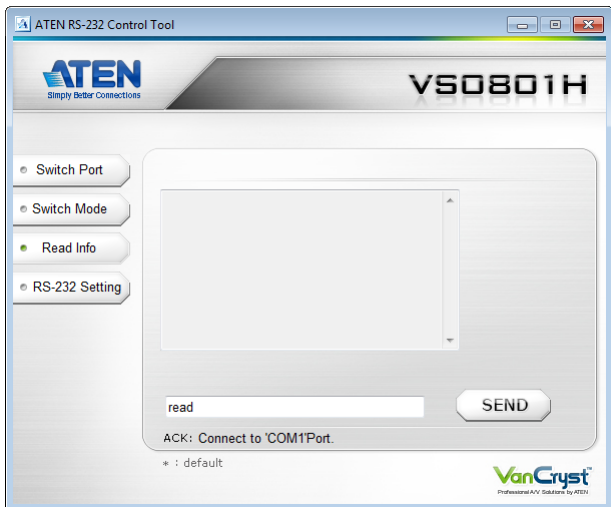 ATEN RS-232 Control Tool
ATEN
Simply Better Connections
VS0801H
Switch Port
Switch Mode
Read Info
RS-232 Setting
read
SEND
ACK: Connect to 'COM1'Port.
* : default
VanCryst™
Professional A/V Solutions by ATEN